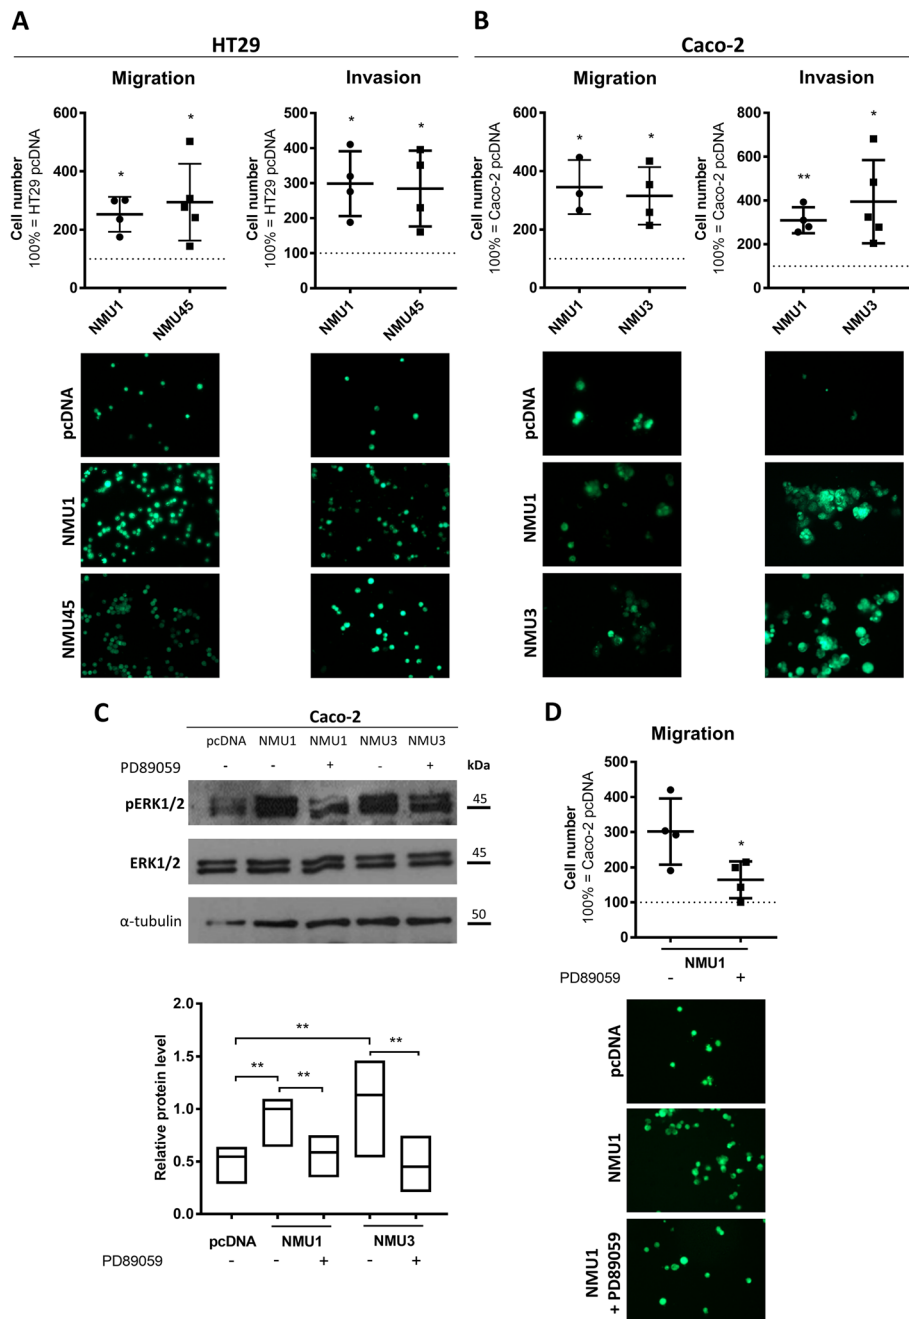 A
HT29
Migration
Invasion
Cell number
100% = HT29 pcDNA
600
400
200
0
*
*
NMU1
NMU45
Cell number
100% = HT29 pcDNA
500
400
300
200
100
0
*
*
NMU1
NMU45
pcDNA
NMU1
NMU45
B
Caco-2
Migration
Invasion
Cell number
100% = Caco-2 pcDNA
600
400
200
0
*
*
NMU1
NMU3
Cell number
100% = Caco-2 pcDNA
800
600
400
200
0
**
*
NMU1
NMU3
pcDNA
NMU1
NMU3
C
Caco-2
pcDNA NMU1 NMU1 NMU3 NMU3
PD89059 - - + - + kDa
pERK1/2 45
ERK1/2 45
α-tubulin 50
Relative protein level
2.0
1.5
1.0
0.5
0.0
**
**
**
**
pcDNA NMU1 NMU3
PD89059 - - + - +
D
Migration
Cell number
100% = Caco-2 pcDNA
500
400
300
200
100
0
*
NMU1
PD89059 - +
pcDNA
NMU1
NMU1
+ PD89059